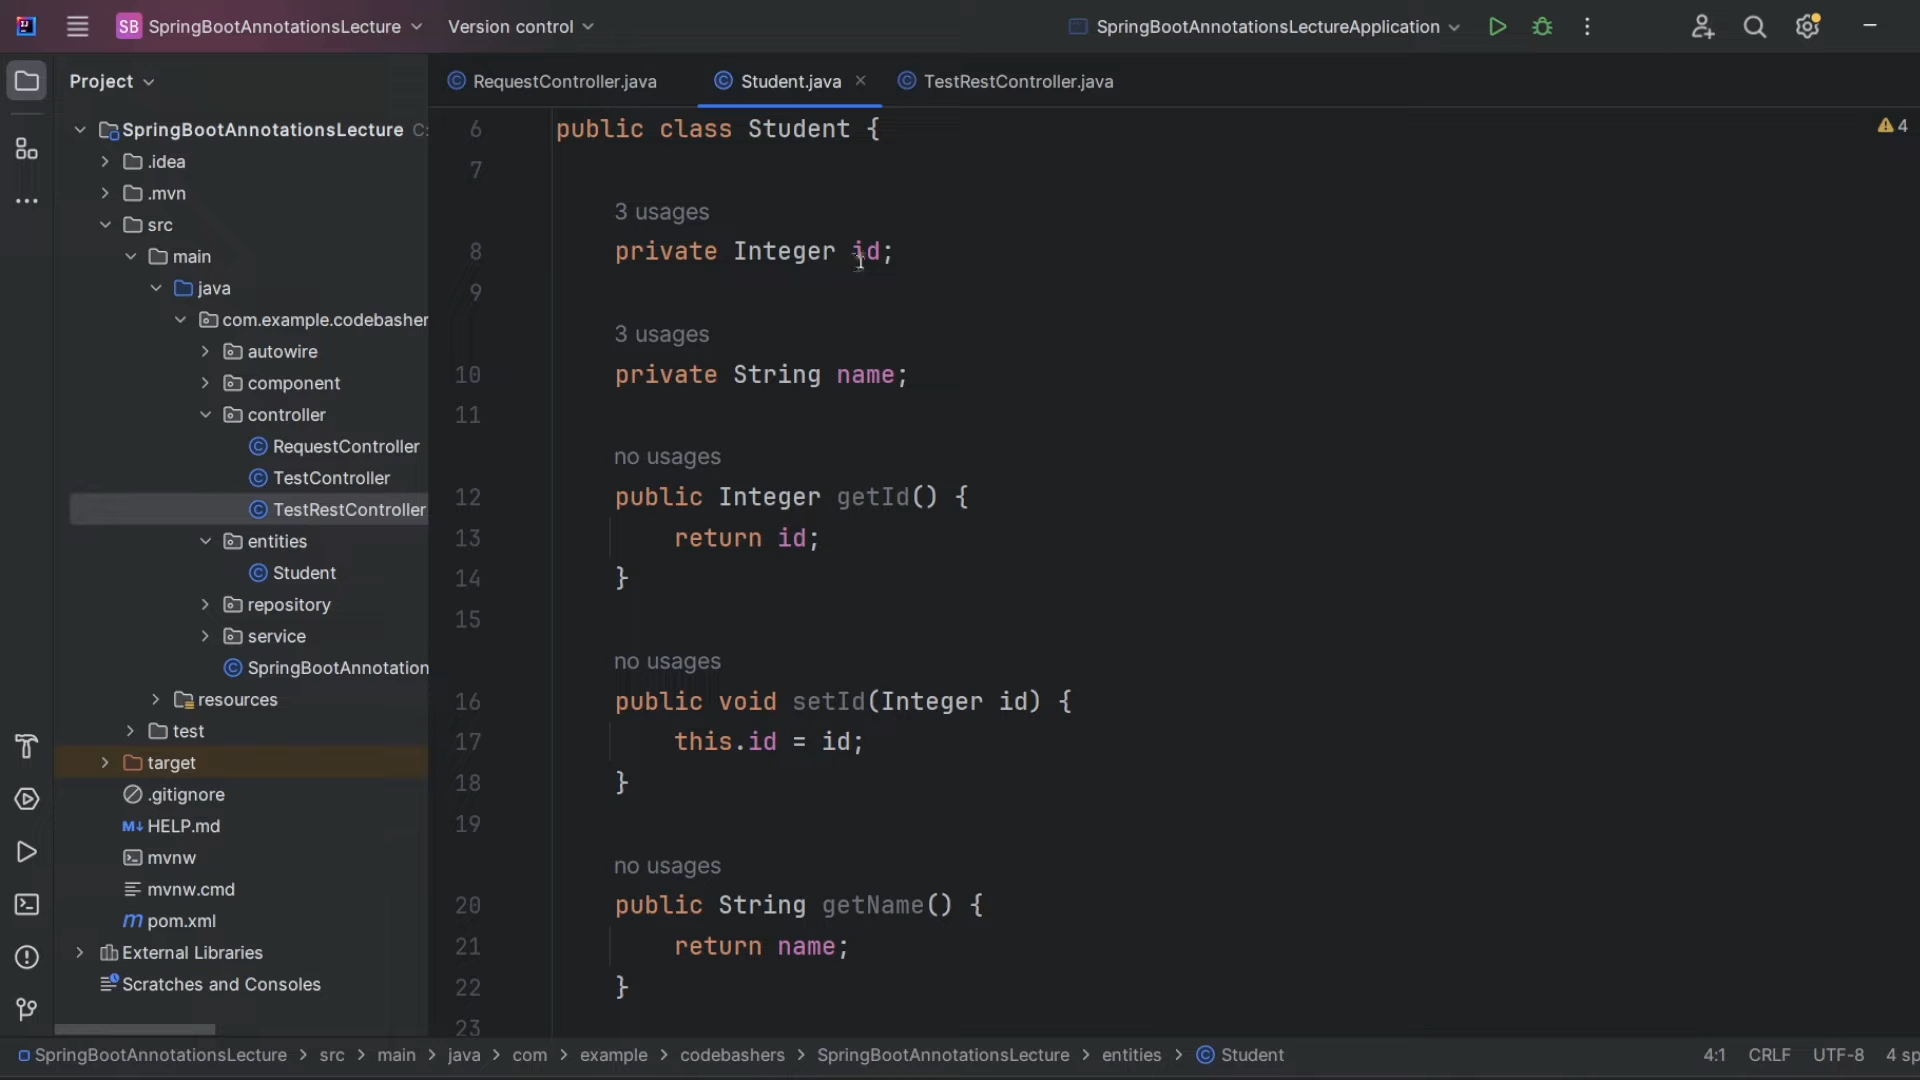 SB SpringBootAnnotationsLecture Version control SpringBootAnnotationsLectureApplication
Project
RequestController.java Student.java TestRestController.java
SpringBootAnnotationsLecture C:
.idea
.mvn
src
main
java
com.example.codebasher
autowire
component
controller
RequestController
TestController
TestRestController
entities
Student
repository
service
SpringBootAnnotation
resources
test
target
.gitignore
HELP.md
mvnw
mvnw.cmd
pom.xml
External Libraries
Scratches and Consoles
4
6 public class Student {
7
3 usages
8 private Integer id;
9
3 usages
10 private String name;
11
no usages
12 public Integer getId() {
13 return id;
14 }
15
no usages
16 public void setId(Integer id) {
17 this.id = id;
18 }
19
no usages
20 public String getName() {
21 return name;
22 }
23
SpringBootAnnotationsLecture > src > main > java > com > example > codebashers > SpringBootAnnotationsLecture > entities > Student 4:1 CRLF UTF-8 4 sp